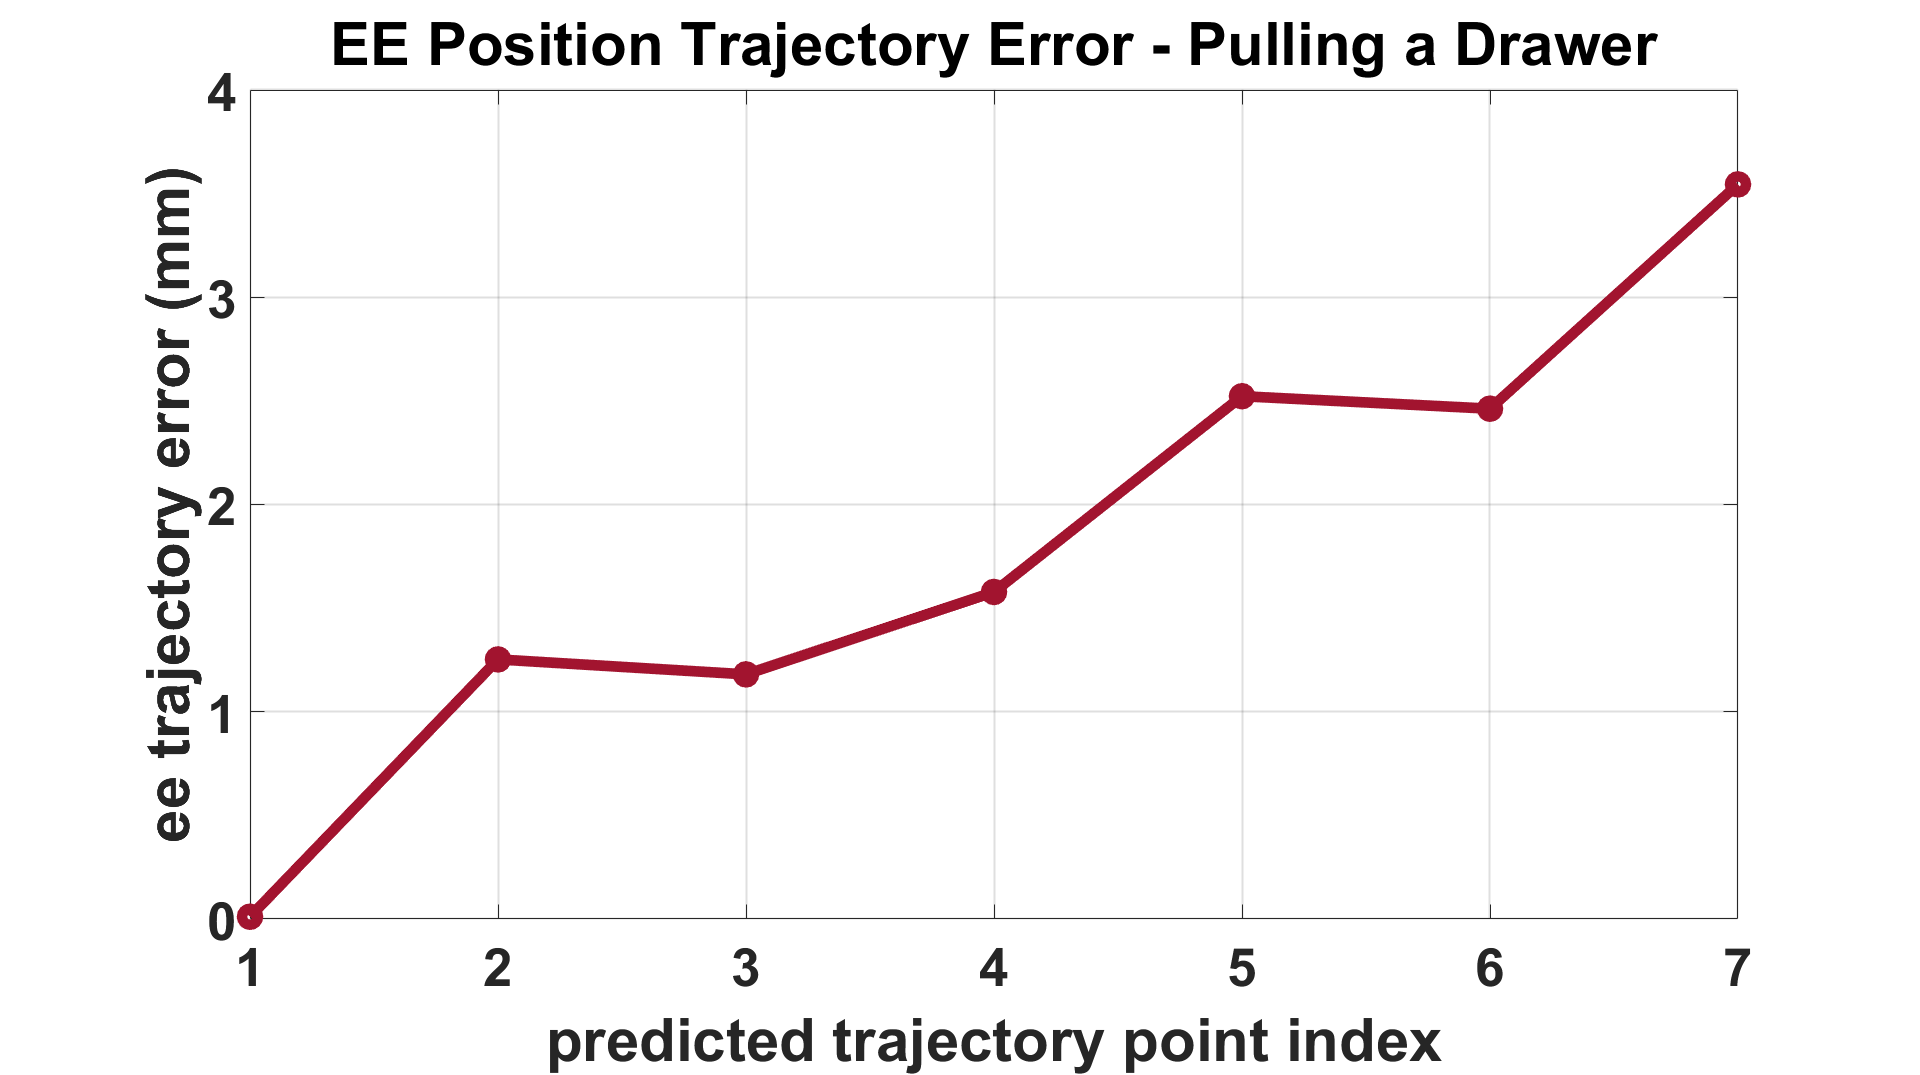 EE Position Trajectory Error - Pulling a Drawer
ee trajectory error (mm)
4
3
2
1
0
1 2 3 4 5 6 7
predicted trajectory point index